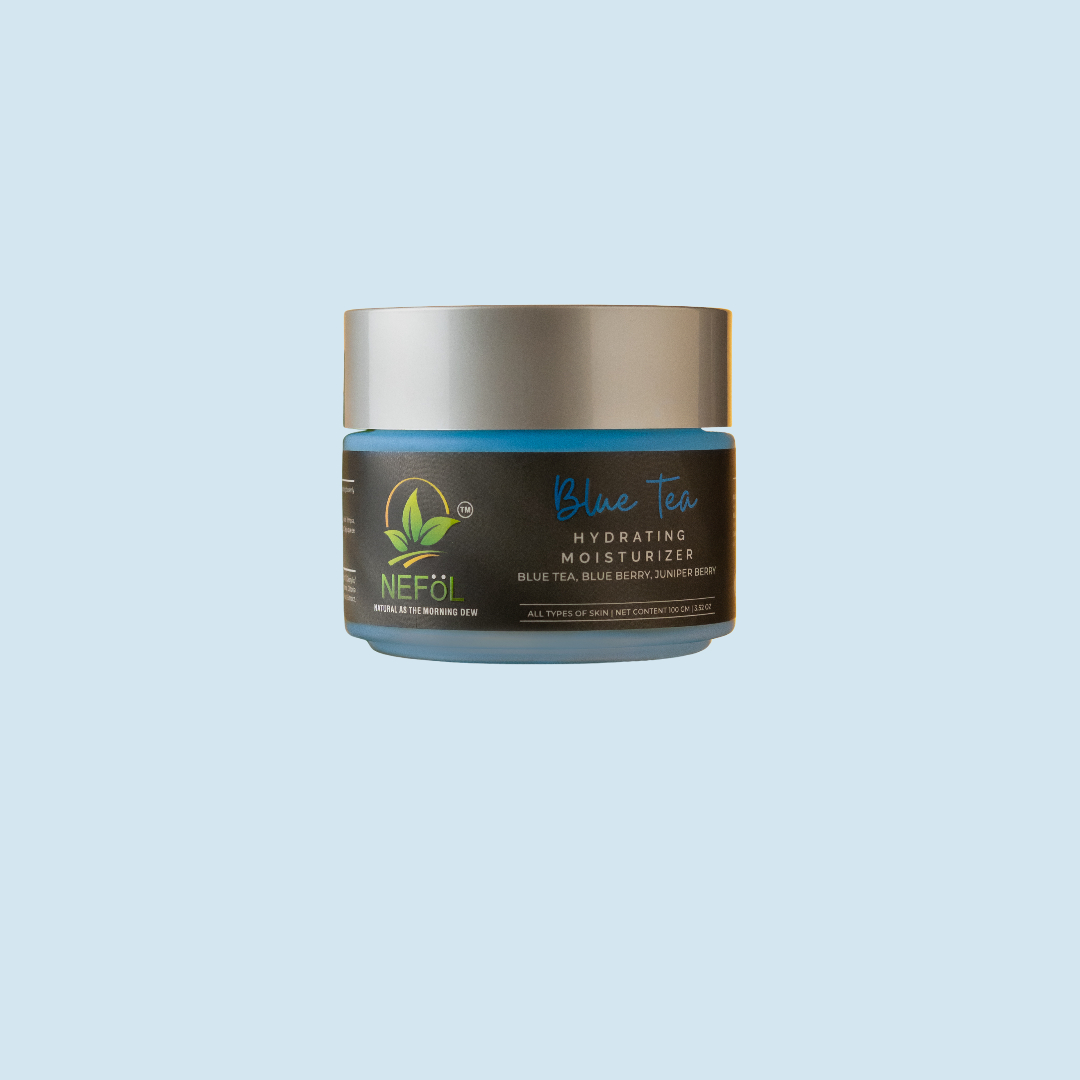 TM
NEFöL
NATURAL AS THE MORNING DEW
Blue Tea
HYDRATING
MOISTURIZER
BLUE TEA, BLUE BERRY, JUNIPER BERRY
ALL TYPES OF SKIN | NET CONTENT 100 GM | 3.52 OZ